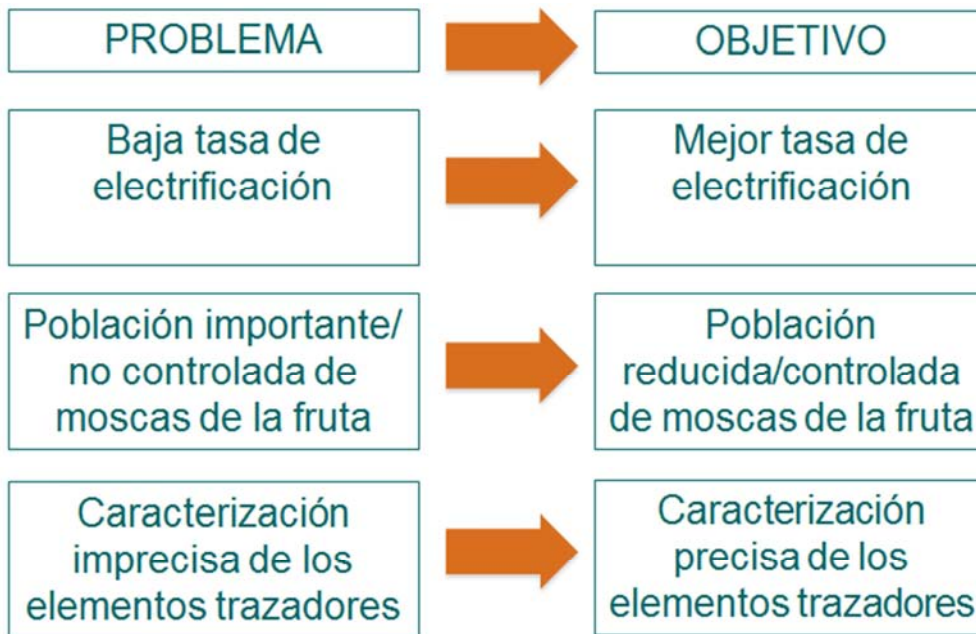 PROBLEMA
OBJETIVO
Baja tasa de
electrificación
Mejor tasa de
electrificación
Población importante/
no controlada de
moscas de la fruta
Población
reducida/controlada
de moscas de la fruta
Caracterización
imprecisa de los
elementos trazadores
Caracterización
precisa de los
elementos trazadores